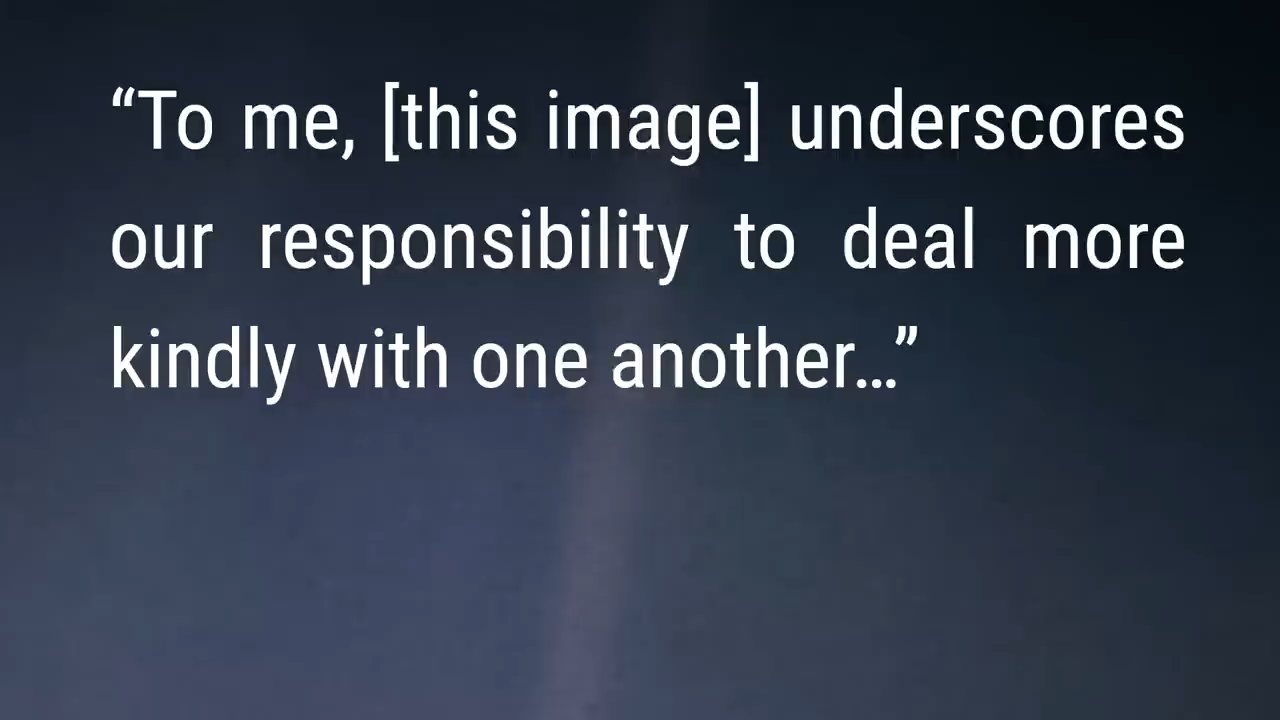 “To me, [this image] underscores
our responsibility to deal more
kindly with one another…”